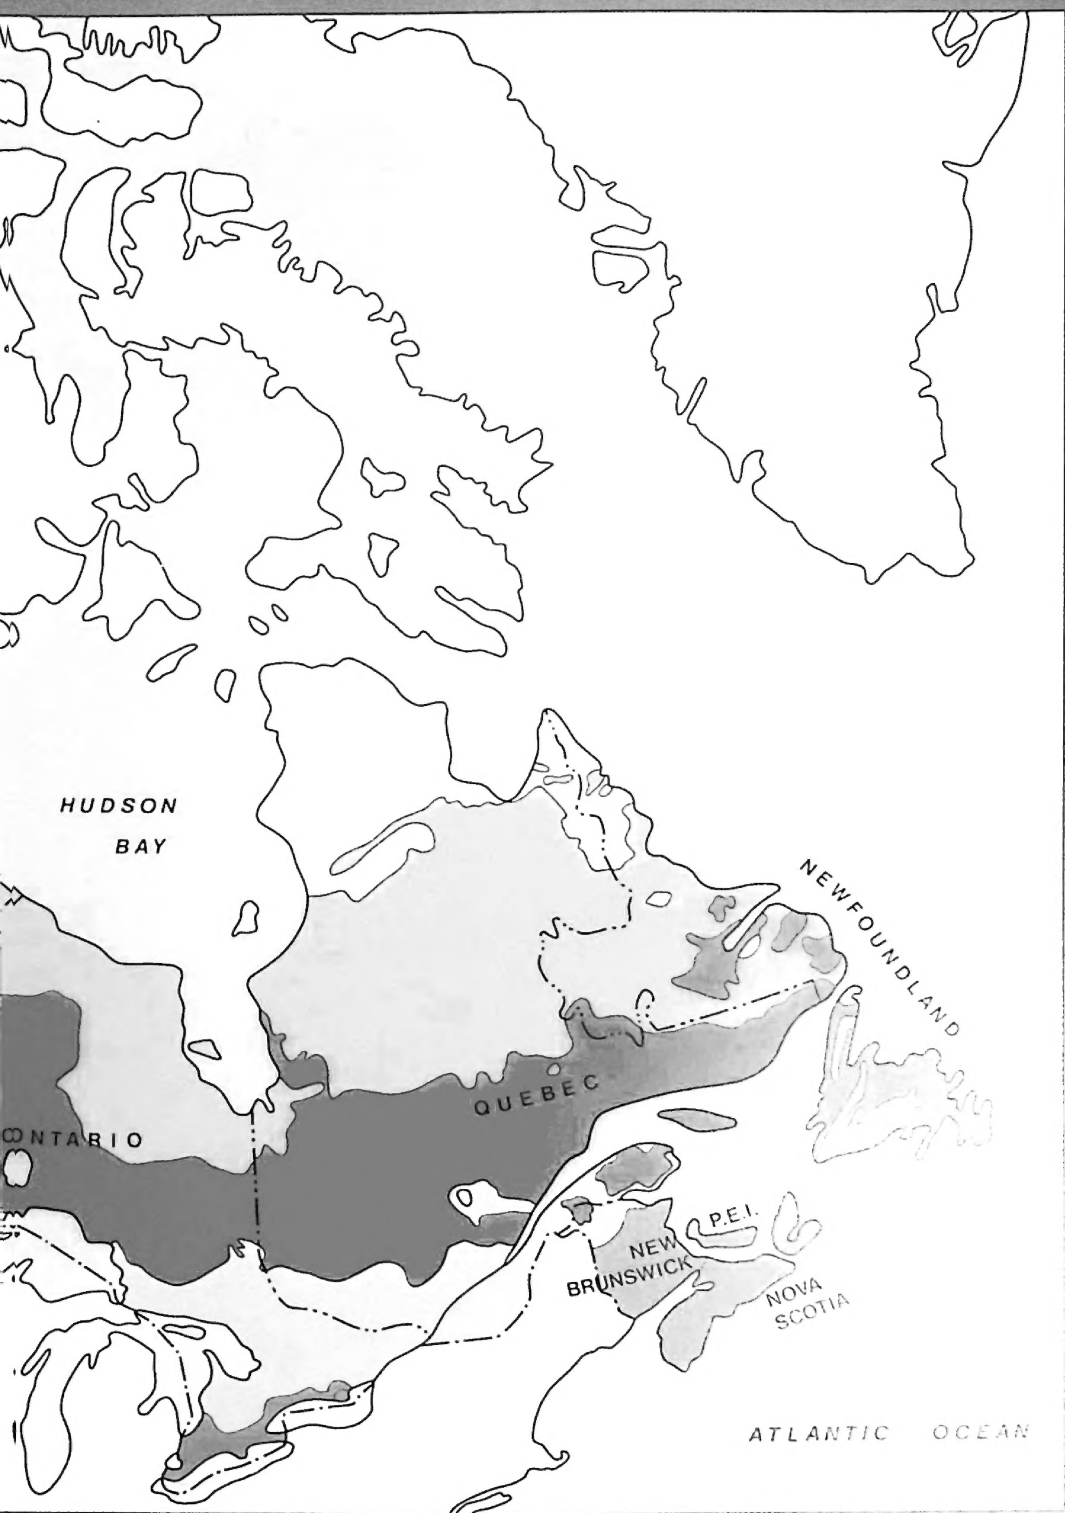 HUDSON
BAY
NEWFOUNDLAND
QUEBEC
ONTARIO
P.E.I.
NEW
BRUNSWICK
NOVA
SCOTIA
ATLANTIC OCEAN